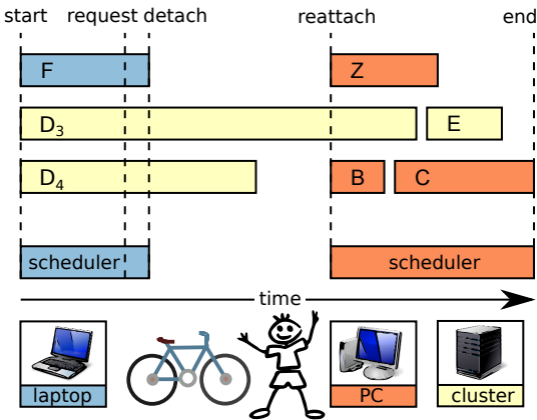 start request detach reattach end
F Z
D₃ E
D₄ B C
scheduler scheduler
time
laptop PC cluster